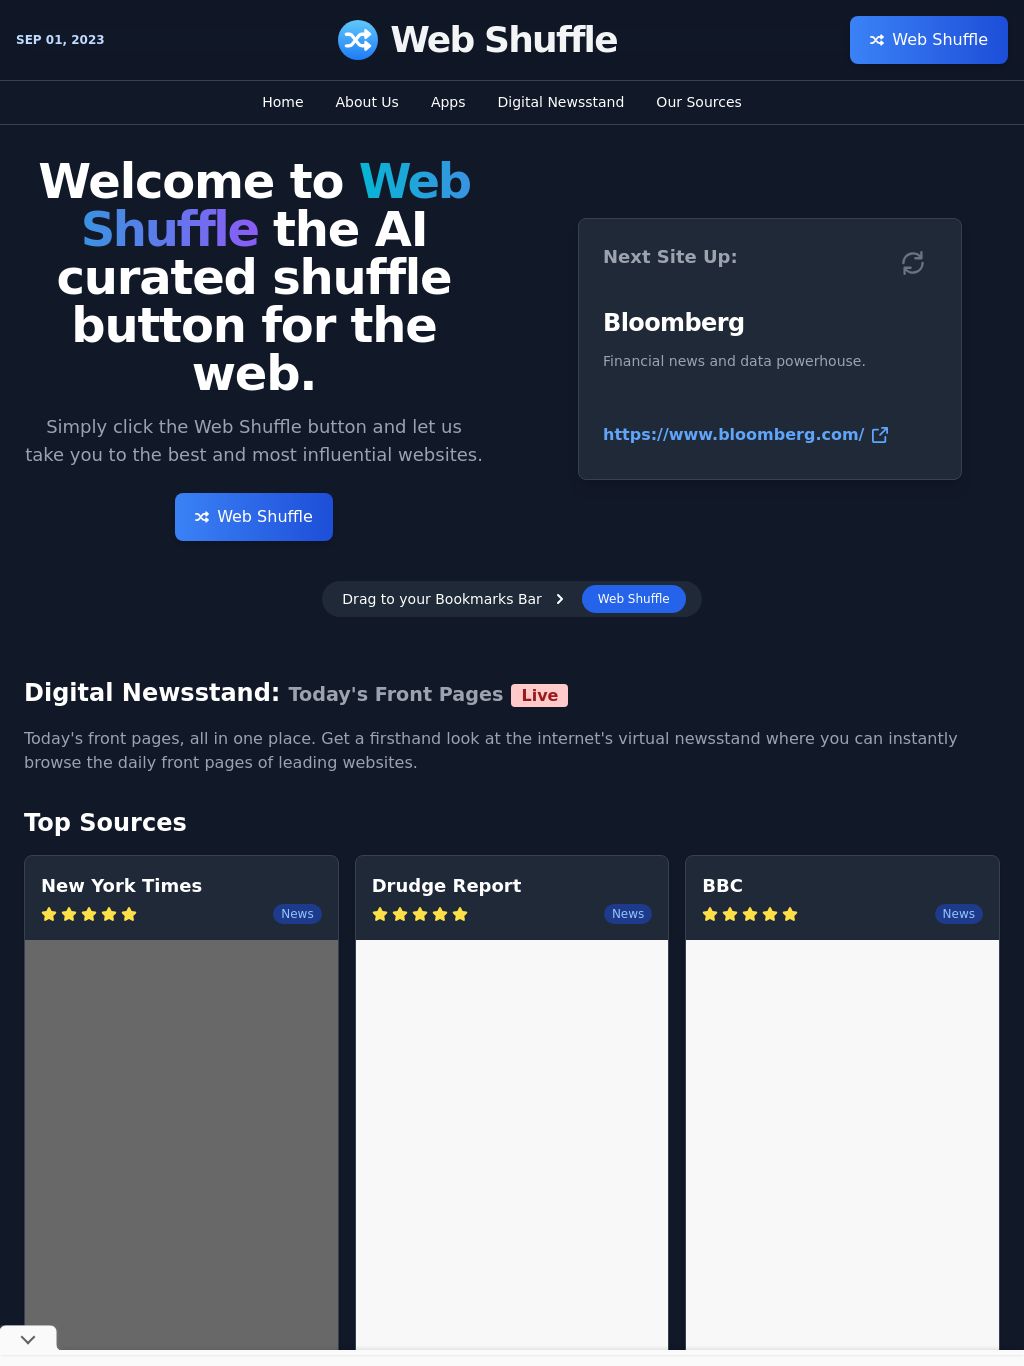 SEP 01, 2023
Web Shuffle
Web Shuffle
Home
About Us
Apps
Digital Newsstand
Our Sources
Welcome to Web
Shuffle the AI
curated shuffle
button for the
web.
Simply click the Web Shuffle button and let us
take you to the best and most influential websites.
Web Shuffle
Next Site Up:
Bloomberg
Financial news and data powerhouse.
https://www.bloomberg.com/
Drag to your Bookmarks Bar
Web Shuffle
Digital Newsstand: Today's Front Pages Live
Today's front pages, all in one place. Get a firsthand look at the internet's virtual newsstand where you can instantly
browse the daily front pages of leading websites.
Top Sources
New York Times
News
Drudge Report
News
BBC
News